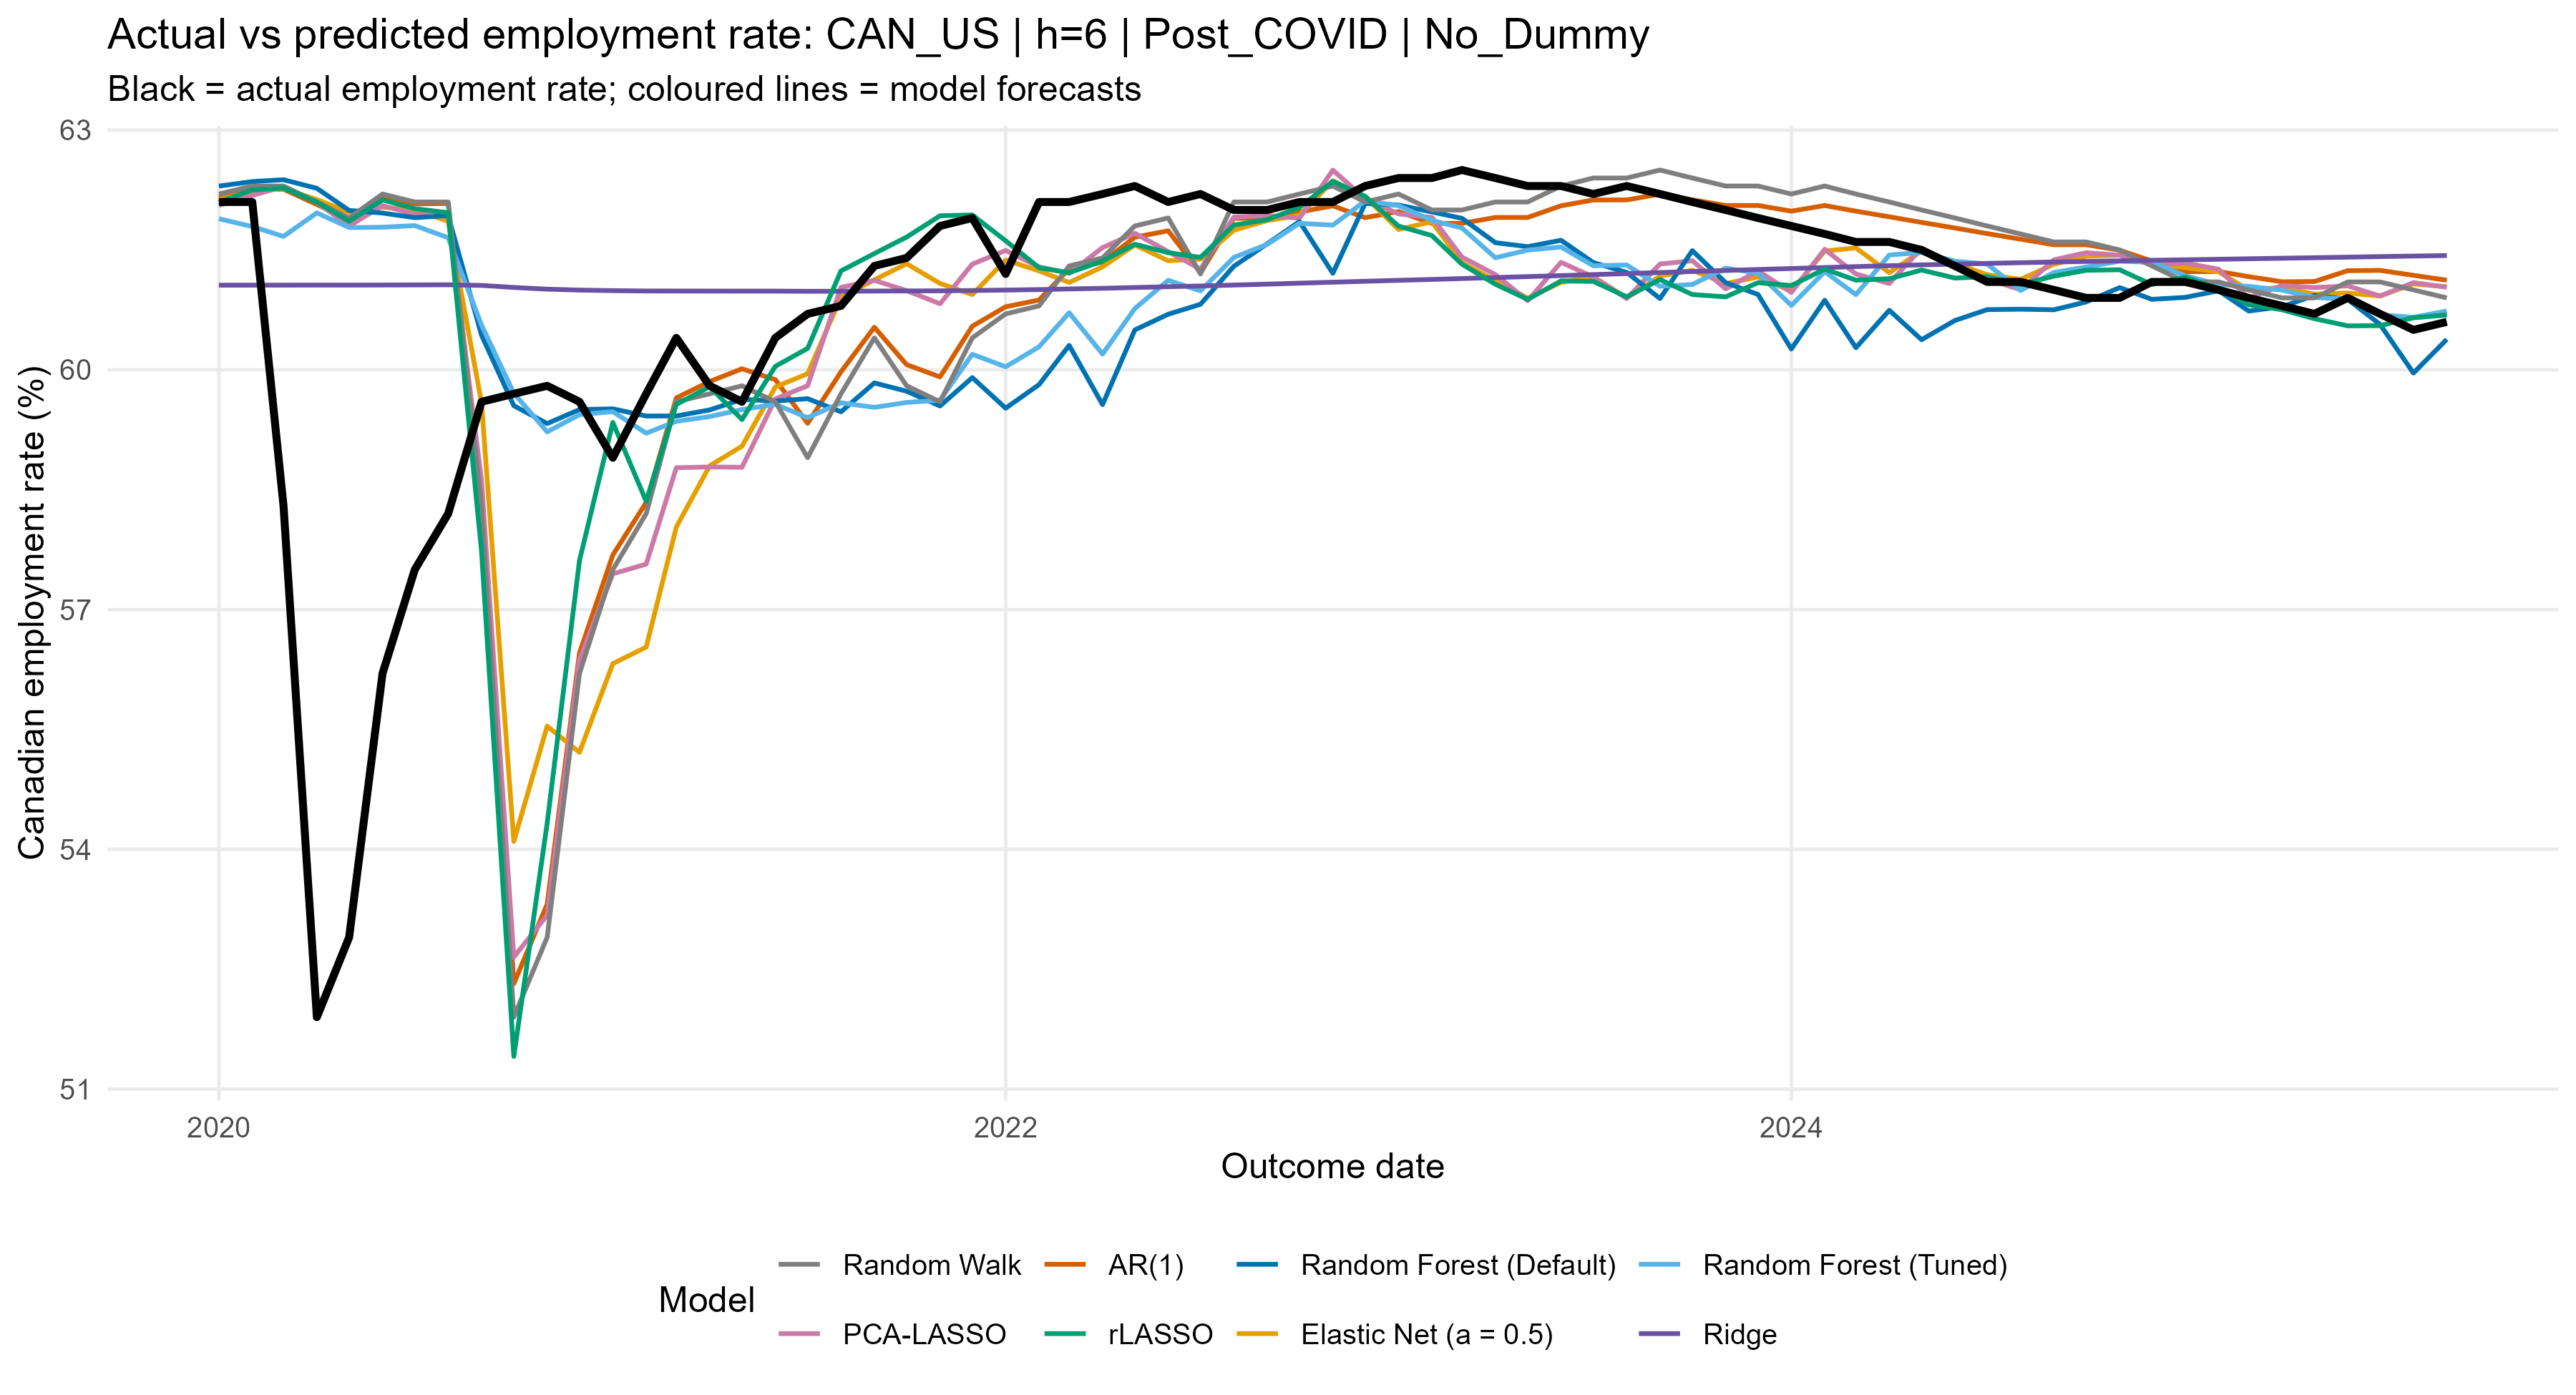 Actual vs predicted employment rate: CAN_US | h=6 | Post_COVID | No_Dummy
Black = actual employment rate; coloured lines = model forecasts
Canadian employment rate (%)
63
60
57
54
51
2020
2022
2024
Outcome date
Model
Random Walk
AR(1)
Random Forest (Default)
Random Forest (Tuned)
PCA-LASSO
rLASSO
Elastic Net (a = 0.5)
Ridge